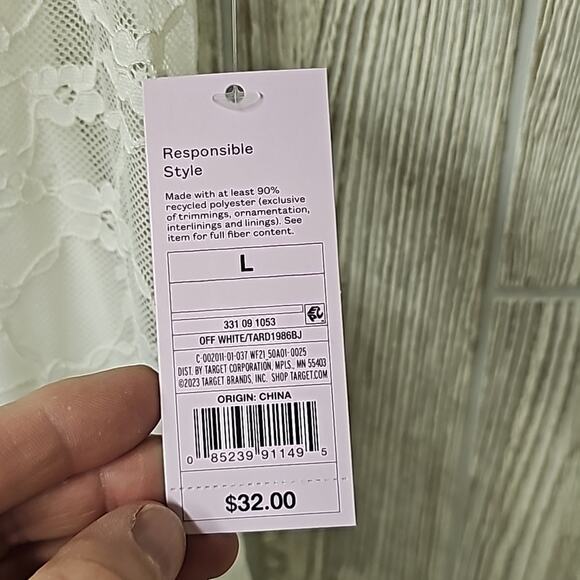 Responsible
Style
Made with at least 90%
recycled polyester (exclusive
of trimmings, ornamentation,
interlinings and linings). See
item for full fiber content.
L
331 09 1053
OFF WHITE/TARD1986BJ
C-002011-01-037 WF21_50A01-0025
DIST. BY TARGET CORPORATION, MPLS., MN 55403
©2023 TARGET BRANDS, INC. SHOP TARGET.COM
ORIGIN: CHINA
0 85239 91149 5
$32.00